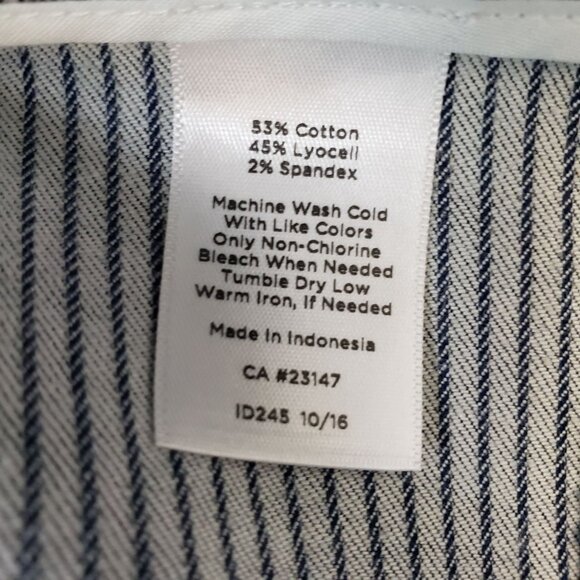 53% Cotton
45% Lyocell
2% Spandex
Machine Wash Cold
With Like Colors
Only Non-Chlorine
Bleach When Needed
Tumble Dry Low
Warm Iron, If Needed
Made In Indonesia
CA #23147
ID245 10/16